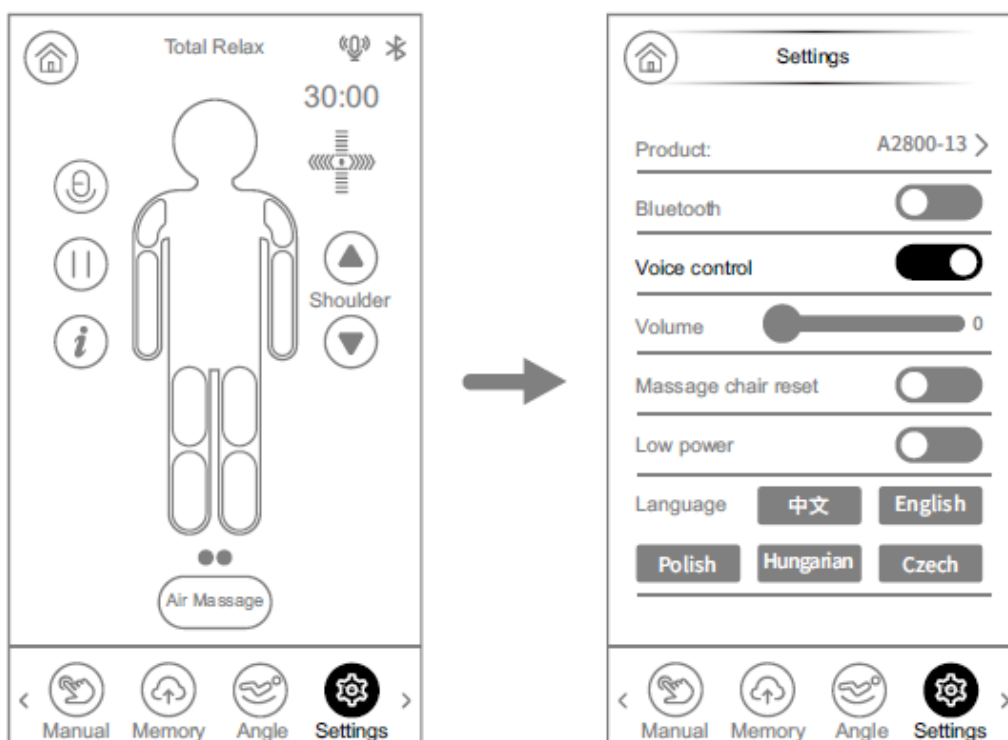 Total Relax
30:00
Shoulder
Air Massage
Manual Memory Angle Settings
Settings
Product: A2800-13
Bluetooth
Voice control
Volume 0
Massage chair reset
Low power
Language 中文 English
Polish Hungarian Czech
Manual Memory Angle Settings